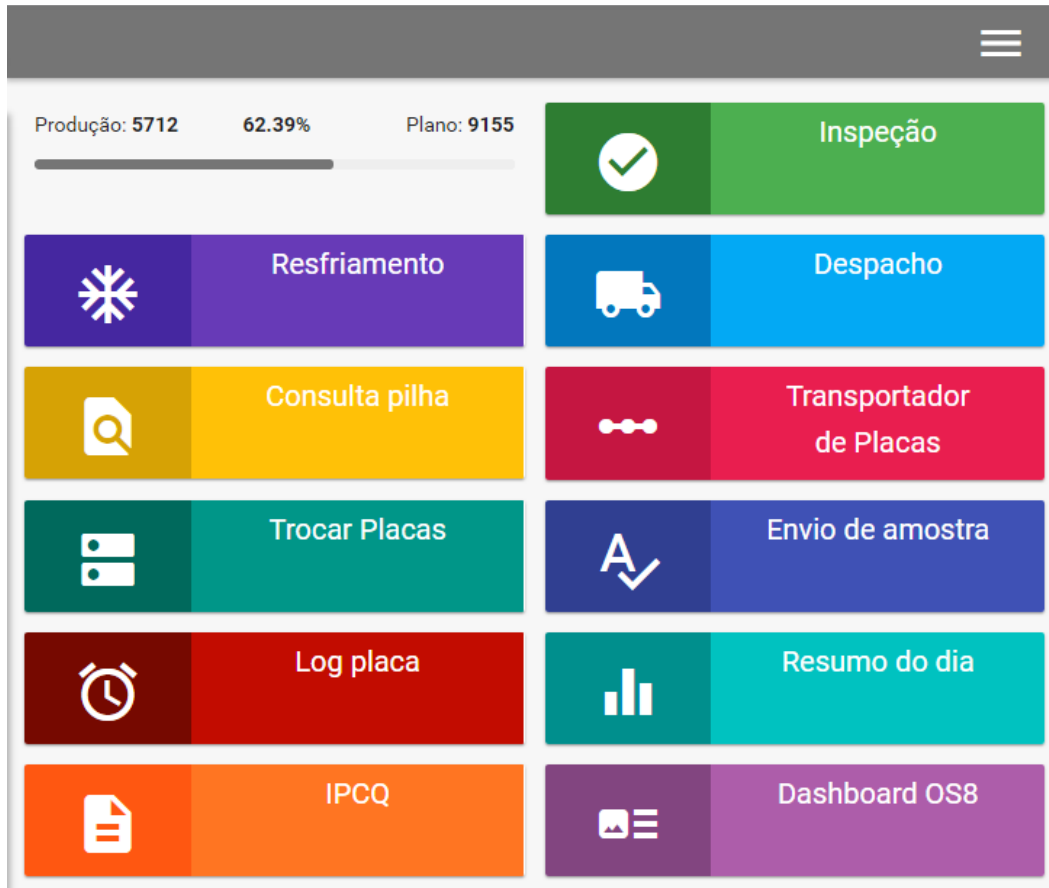 Produção: 5712 62.39% Plano: 9155
Inspeção
Resfriamento
Despacho
Consulta pilha
Transportador
de Placas
Trocar Placas
Envio de amostra
Log placa
Resumo do dia
IPCQ
Dashboard OS8